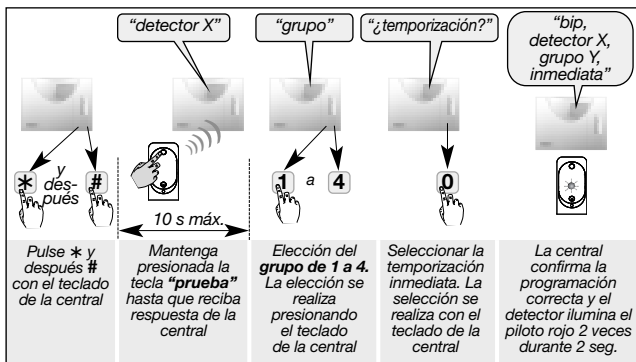 “detector X”
“grupo”
“¿temporización?”
“bip,
detector X,
grupo Y,
inmediata”
* y
des-
pués #
1 a 4
0
10 s máx.
Pulse * y
después #
con el teclado
de la central
Mantenga
presionada la
tecla “prueba”
hasta que reciba
respuesta de la
central
Elección del
grupo de 1 a 4.
La elección se
realiza
presionando
el teclado
de la central
Seleccionar la
temporización
inmediata. La
selección se
realiza con el
teclado de la
central
La central
confirma la
programación
correcta y el
detector ilumina el
piloto rojo 2 veces
durante 2 seg.